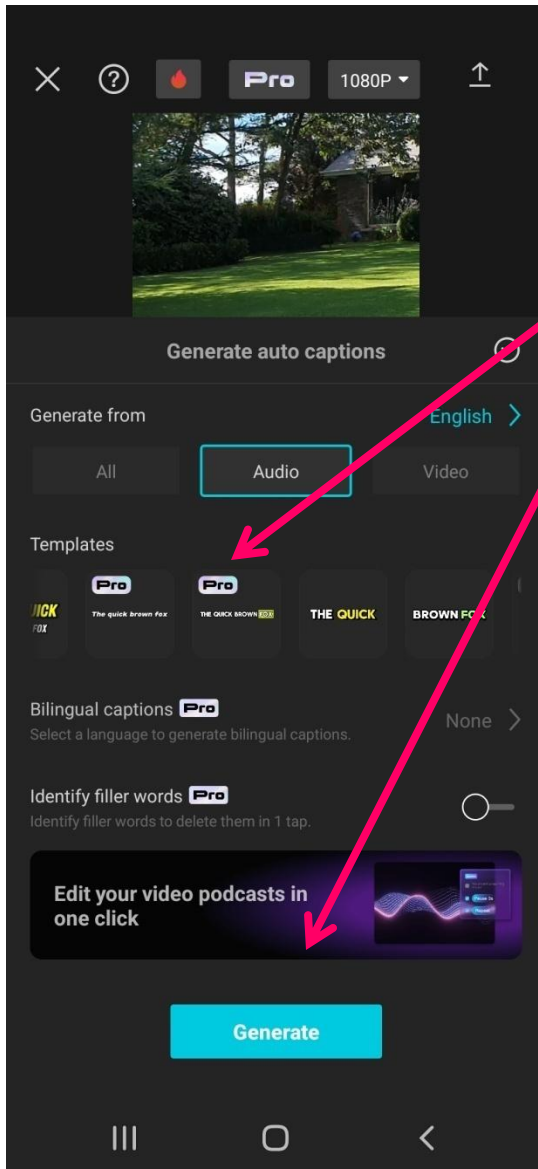 Pro
1080P
Generate auto captions
Generate from
English
All
Audio
Video
Templates
Pro
Pro
FOX
The quick brown fox
THE QUICK BROWN FOX
THE QUICK
BROWN FOX
Bilingual captions Pro
Select a language to generate bilingual captions.
None
Identify filler words Pro
Identify filler words to delete them in 1 tap.
Edit your video podcasts in
one click
Generate